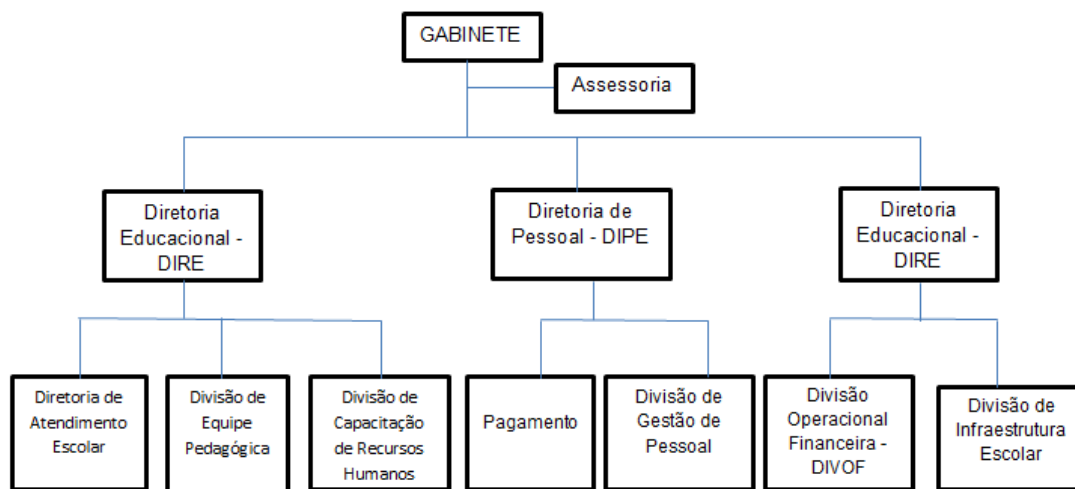 GABINETE
Assessoria
Diretoria
Educacional -
DIRE
Diretoria de
Pessoal - DIPE
Diretoria
Educacional -
DIRE
Diretoria de
Atendimento
Escolar
Divisão de
Equipe
Pedagógica
Divisão de
Capacitação
de Recursos
Humanos
Pagamento
Divisão de
Gestão de
Pessoal
Divisão
Operacional
Financeira -
DIVOF
Divisão de
Infraestrutura
Escolar